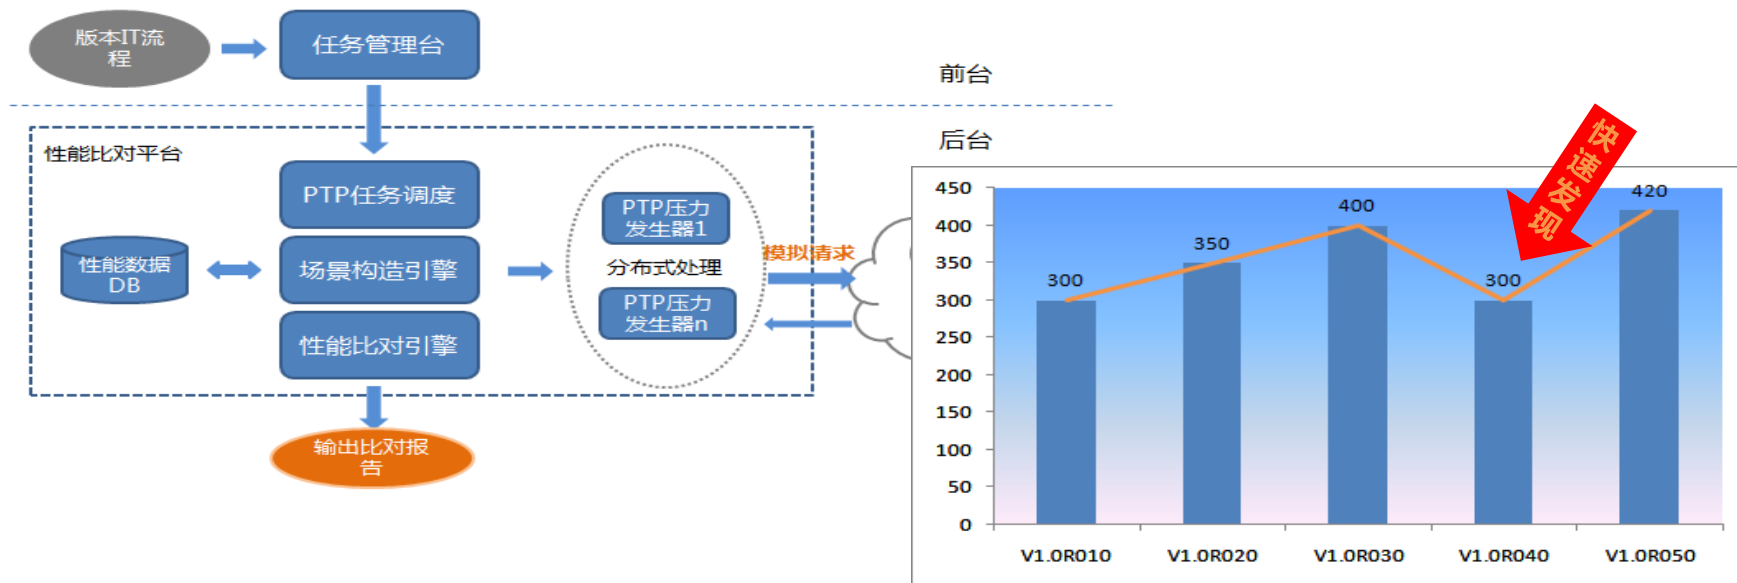 版本IT流
程
任务管理台
前台
后台
性能比对平台
PTP任务调度
场景构造引擎
性能比对引擎
性能数据
DB
PTP压力
发生器1
分布式处理
PTP压力
发生器n
模拟请求
输出比对报
告
快速发现
450
400
350
300
250
200
150
100
50
0
300
350
400
300
420
V1.0R010
V1.0R020
V1.0R030
V1.0R040
V1.0R050